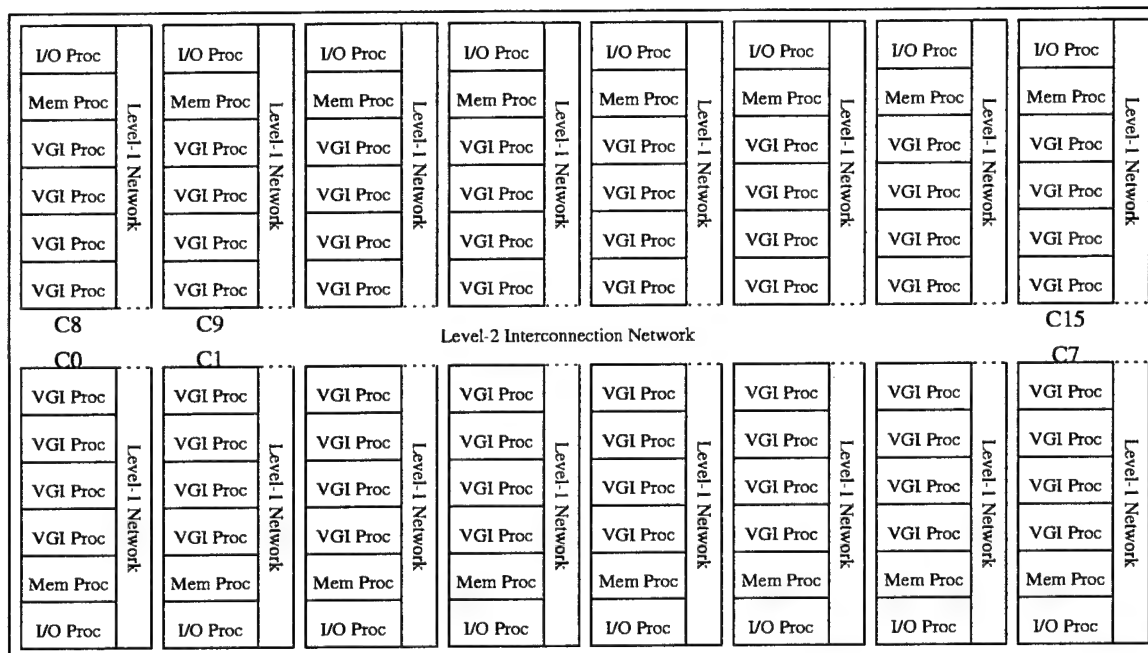 I/O Proc I/O Proc I/O Proc I/O Proc I/O Proc I/O Proc I/O Proc I/O Proc
Mem Proc Mem Proc Mem Proc Mem Proc Mem Proc Mem Proc Mem Proc Mem Proc
VGI Proc VGI Proc VGI Proc VGI Proc VGI Proc VGI Proc VGI Proc VGI Proc
VGI Proc VGI Proc VGI Proc VGI Proc VGI Proc VGI Proc VGI Proc VGI Proc
VGI Proc VGI Proc VGI Proc VGI Proc VGI Proc VGI Proc VGI Proc VGI Proc
VGI Proc VGI Proc VGI Proc VGI Proc VGI Proc VGI Proc VGI Proc VGI Proc
Level-1 Network
Level-1 Network
Level-1 Network
Level-1 Network
Level-1 Network
Level-1 Network
Level-1 Network
Level-1 Network
C8 C9 C15
Level-2 Interconnection Network
C0 C1 C7
VGI Proc VGI Proc VGI Proc VGI Proc VGI Proc VGI Proc VGI Proc VGI Proc
VGI Proc VGI Proc VGI Proc VGI Proc VGI Proc VGI Proc VGI Proc VGI Proc
VGI Proc VGI Proc VGI Proc VGI Proc VGI Proc VGI Proc VGI Proc VGI Proc
VGI Proc VGI Proc VGI Proc VGI Proc VGI Proc VGI Proc VGI Proc VGI Proc
Mem Proc Mem Proc Mem Proc Mem Proc Mem Proc Mem Proc Mem Proc Mem Proc
I/O Proc I/O Proc I/O Proc I/O Proc I/O Proc I/O Proc I/O Proc I/O Proc
Level-1 Network
Level-1 Network
Level-1 Network
Level-1 Network
Level-1 Network
Level-1 Network
Level-1 Network
Level-1 Network